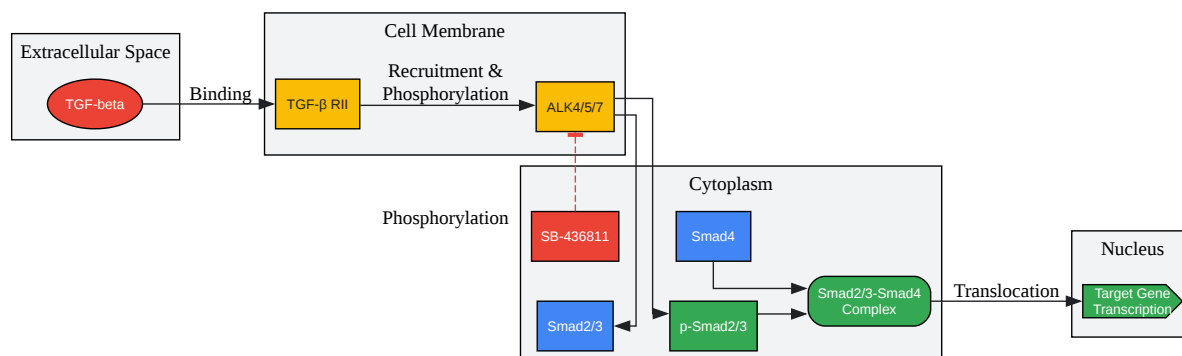 Extracellular Space
TGF-beta
Binding
Cell Membrane
TGF-β RII
Recruitment &
Phosphorylation
ALK4/5/7
Cytoplasm
Phosphorylation
SB-436811
Smad4
Smad2/3
p-Smad2/3
Smad2/3-Smad4
Complex
Translocation
Nucleus
Target Gene
Transcription